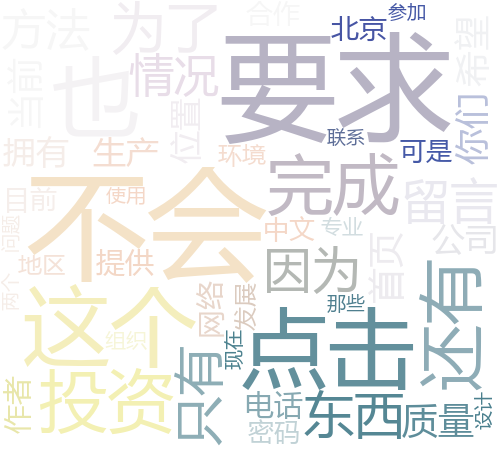 方法
为了
合作
北京
参加
希望
注册
也
情况
要求
位置
联系
你们
拥有
生产
环境
可是
不会
完成
留言
目前
使用
问题
中文
专业
公司
地区
提供
因为
首页
两个
网络
发展
那些
还有
这个
组织
现在
点击
只有
作者
投资
电话
密码
东西
质量
设计